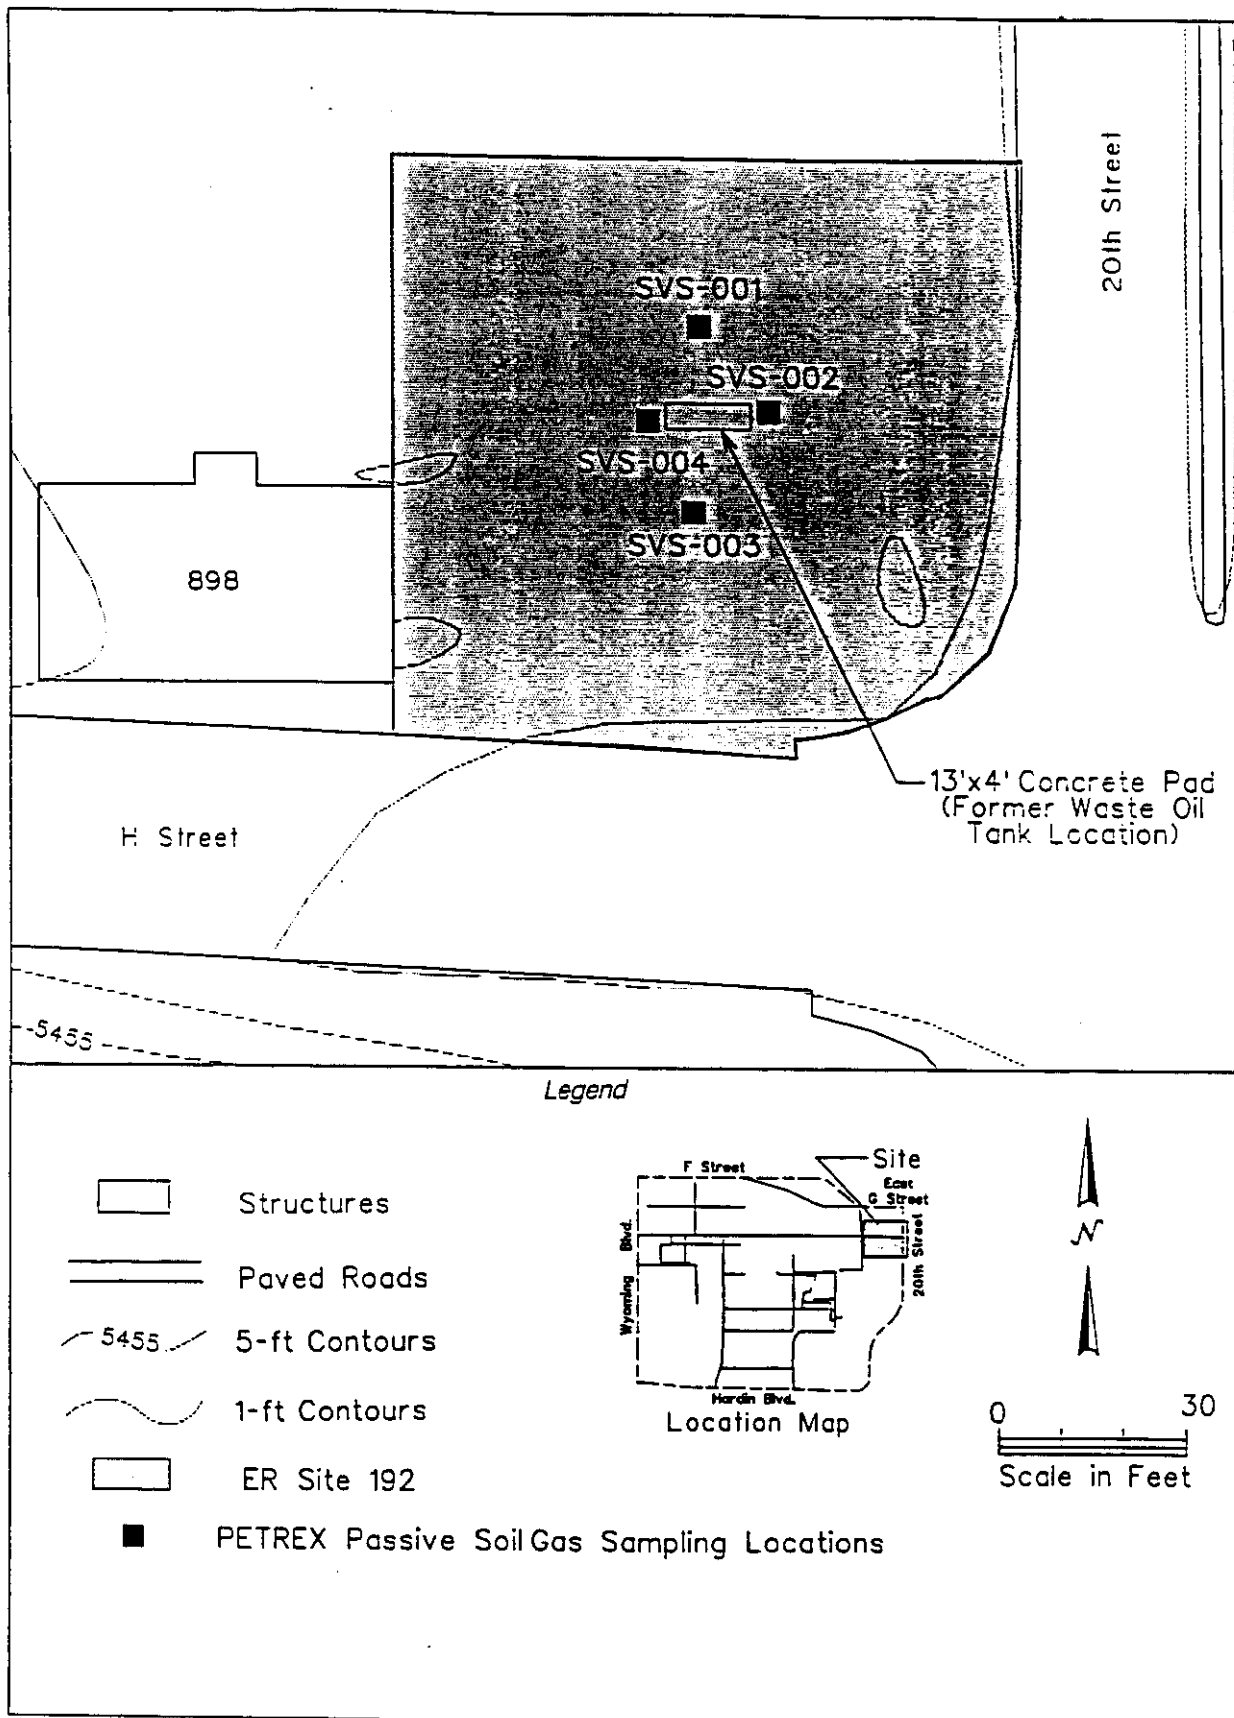 20th Street
SVS-001
SVS-002
SVS-004
SVS-003
898
13'x4' Concrete Pad
(Former Waste Oil
Tank Location)
H Street
5455
Legend
Structures
Paved Roads
5455 5-ft Contours
1-ft Contours
ER Site 192
PETREX Passive Soil Gas Sampling Locations
Site
F Street
East
G Street
Wyoming Blvd.
20th Street
Hardin Blvd.
Location Map
N
0 30
Scale in Feet